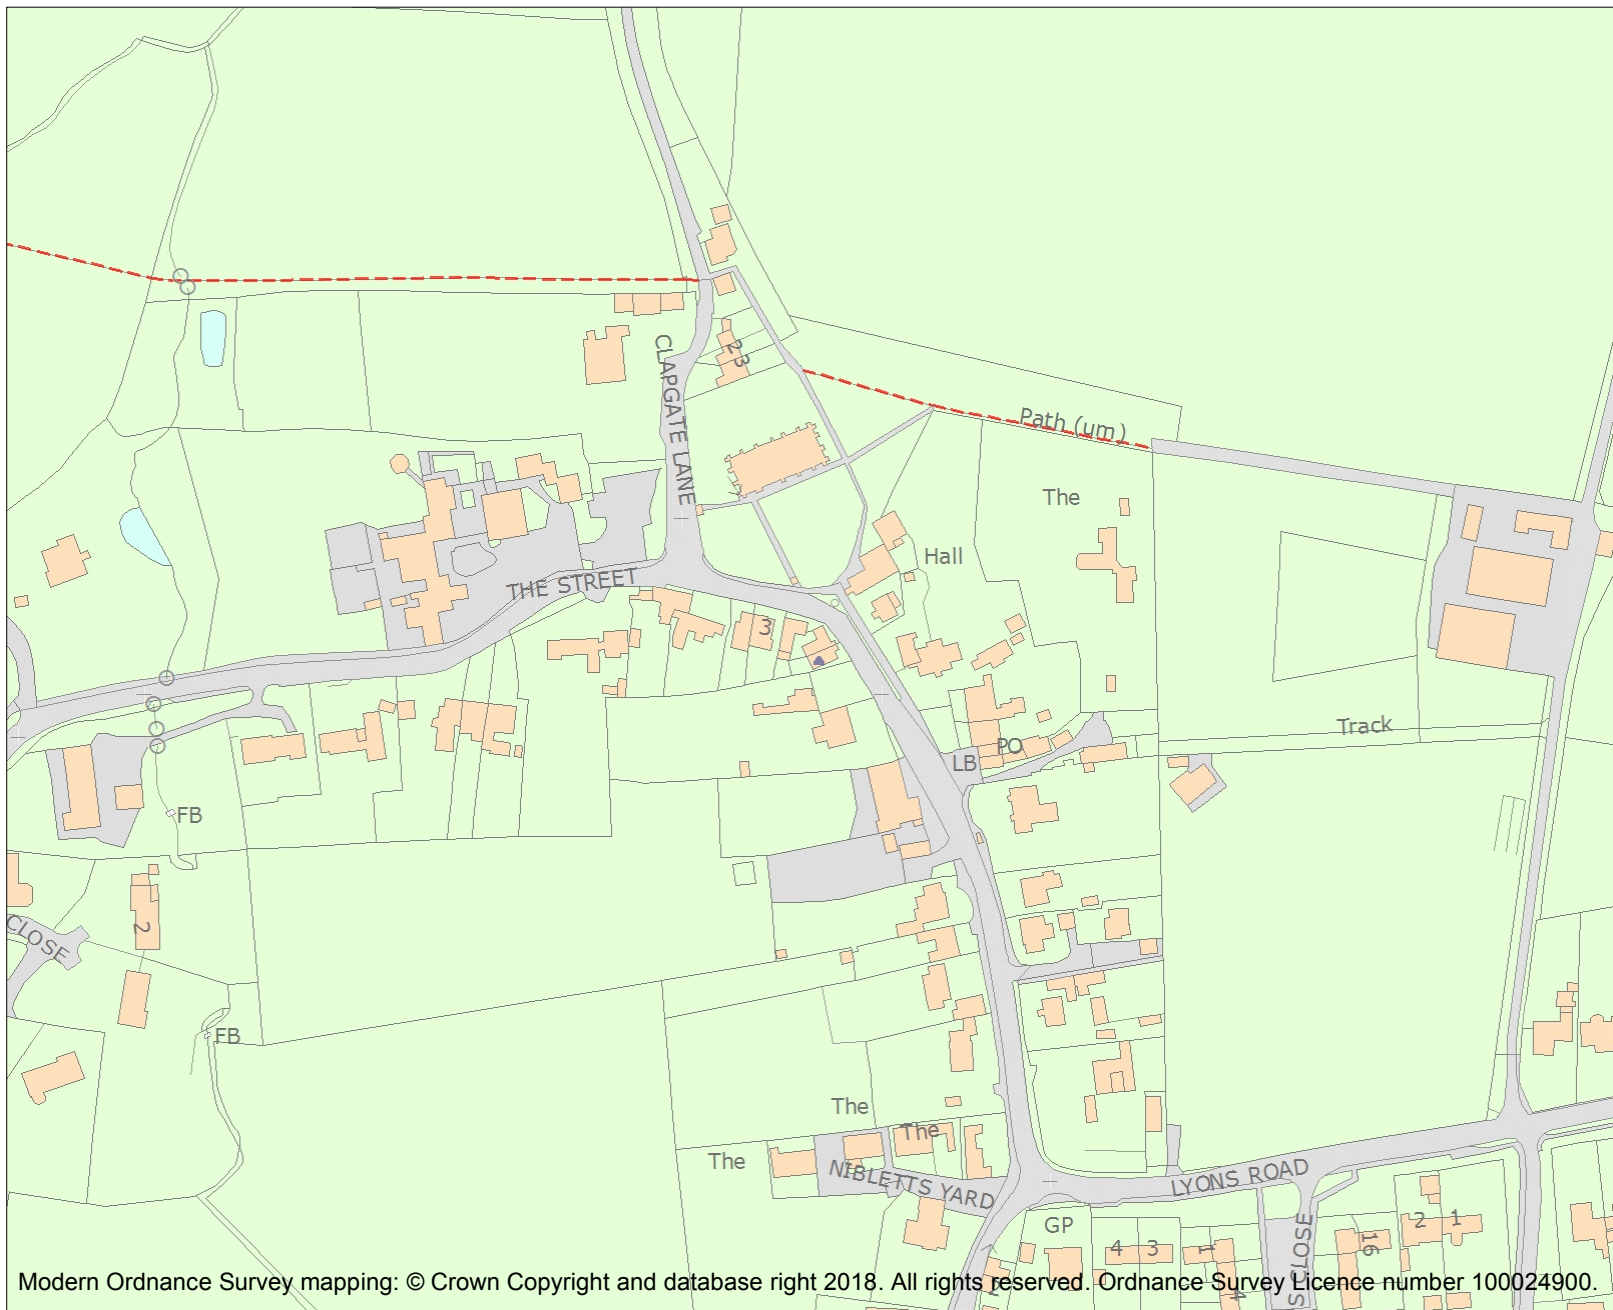 23
CLAPGATE LANE
Path (um)
The
Hall
THE STREET
3
Track
PO
LB
FB
2
CLOSE
FB
The
The
The
NIBLETTS YARD
LYONS ROAD
GP
4
3
1
4
S CLOSE
16
2
1
Modern Ordnance Survey mapping: © Crown Copyright and database right 2018. All rights reserved. Ordnance Survey Licence number 100024900.